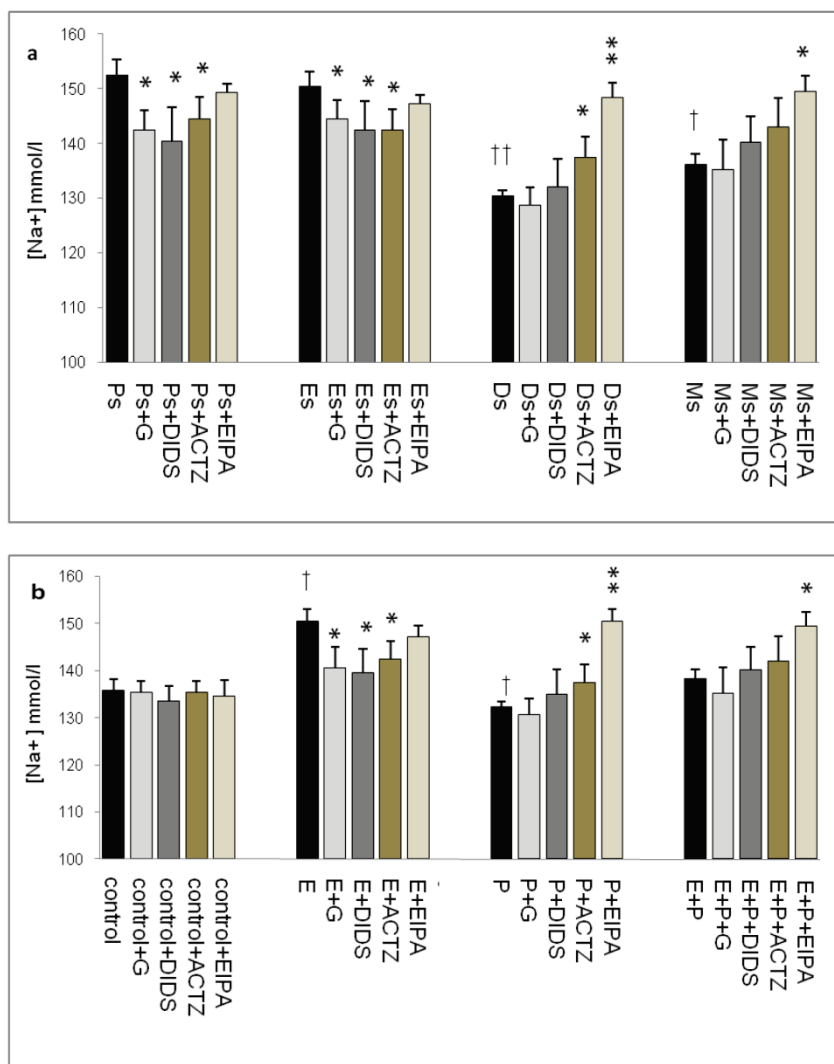 a
[Na+] mmol/l
160
150
140
130
120
110
100
* * *
* * *
†† * **
† *
Ps
Ps+G
Ps+DIDS
Ps+ACTZ
Ps+EIPA
Es
Es+G
Es+DIDS
Es+ACTZ
Es+EIPA
Ds
Ds+G
Ds+DIDS
Ds+ACTZ
Ds+EIPA
Ms
Ms+G
Ms+DIDS
Ms+ACTZ
Ms+EIPA
b
[Na+] mmol/l
160
150
140
130
120
110
100
† * * *
† * **
*
control
control+G
control+DIDS
control+ACTZ
control+EIPA
E
E+G
E+DIDS
E+ACTZ
E+EIPA
P
P+G
P+DIDS
P+ACTZ
P+EIPA
E+P
E+P+G
E+P+DIDS
E+P+ACTZ
E+P+EIPA